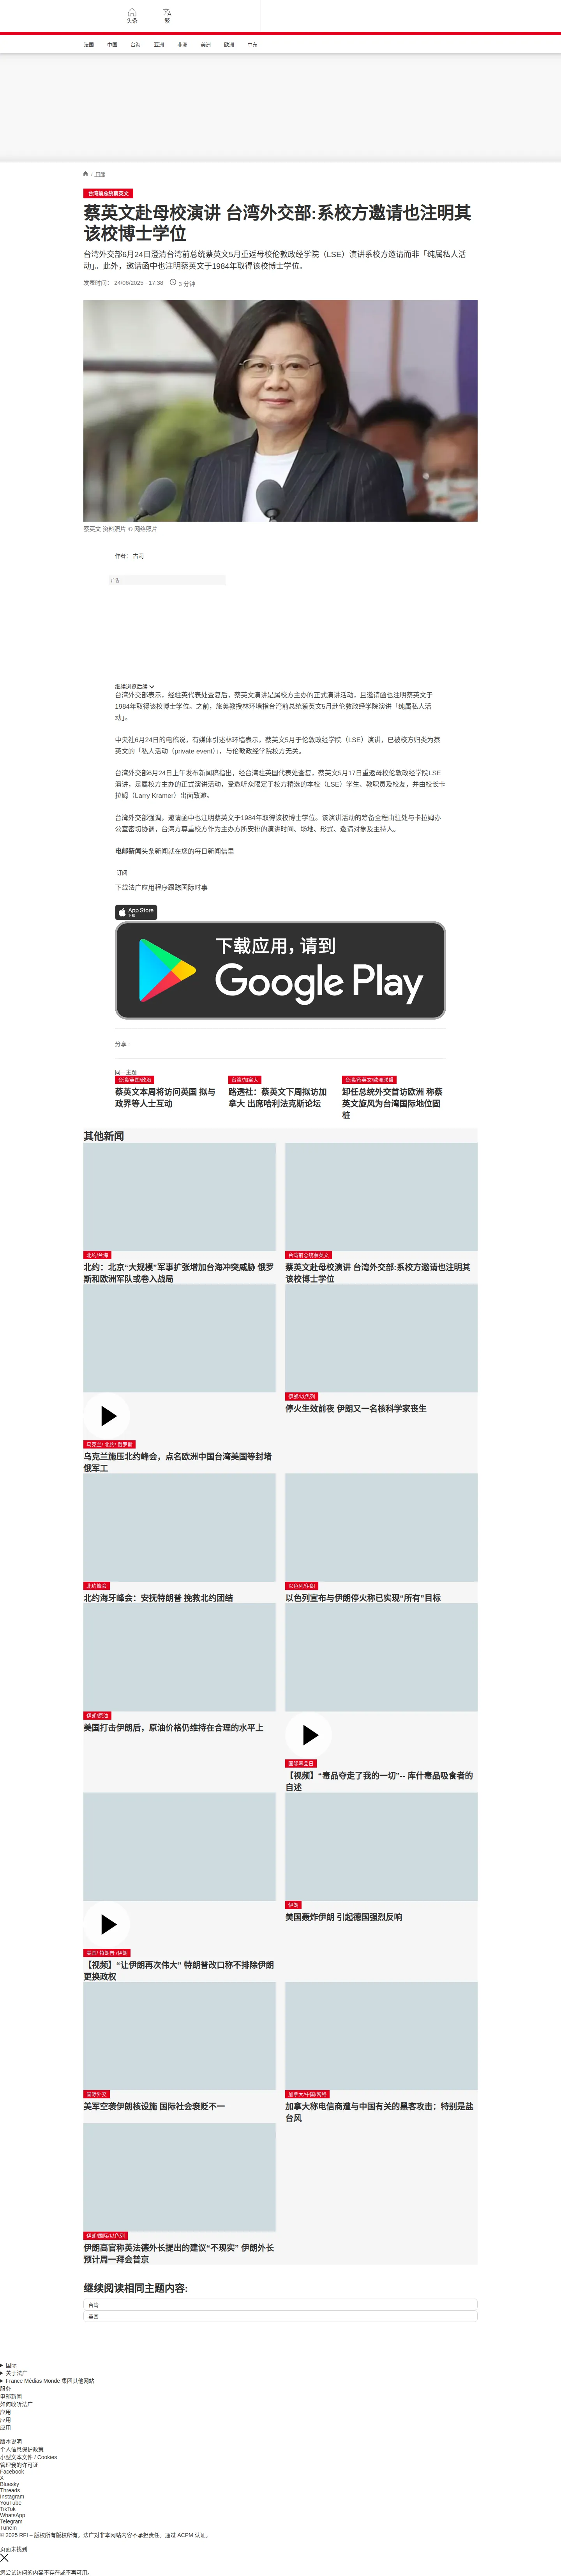 头条
繁
法国 中国 台海 亚洲 非洲 美洲 欧洲 中东
/ 国际
台湾前总统蔡英文
蔡英文赴母校演讲 台湾外交部:系校方邀请也注明其
该校博士学位
台湾外交部6月24日澄清台湾前总统蔡英文5月重返母校伦敦政经学院（LSE）演讲系校方邀请而非「纯属私人活
动」。此外，邀请函中也注明蔡英文于1984年取得该校博士学位。
发表时间： 24/06/2025 - 17:38 3 分钟
蔡英文 资料照片 © 网络照片
作者： 古莉
广告
继续浏览后续
台湾外交部表示，经驻英代表处查复后，蔡英文演讲是属校方主办的正式演讲活动，且邀请函也注明蔡英文于
1984年取得该校博士学位。之前，旅美教授林环墙指台湾前总统蔡英文5月赴伦敦政经学院演讲「纯属私人活
动」。
中央社6月24日的电稿说，有媒体引述林环墙表示，蔡英文5月于伦敦政经学院（LSE）演讲，已被校方归类为蔡
英文的「私人活动（private event）」，与伦敦政经学院校方无关。
台湾外交部6月24日上午发布新闻稿指出，经台湾驻英国代表处查复，蔡英文5月17日重返母校伦敦政经学院LSE
演讲，是属校方主办的正式演讲活动，受邀听众限定于校方精选的本校（LSE）学生、教职员及校友，并由校长卡
拉姆（Larry Kramer）出面致邀。
台湾外交部强调，邀请函中也注明蔡英文于1984年取得该校博士学位。该演讲活动的筹备全程由驻处与卡拉姆办
公室密切协调，台湾方尊重校方作为主办方所安排的演讲时间、场地、形式、邀请对象及主持人。
电邮新闻头条新闻就在您的每日新闻信里
订阅
下载法广应用程序跟踪国际时事
App Store
下载
下载应用，请到
Google Play
分享 :
同一主题
台湾/英国/政治
蔡英文本周将访问英国 拟与
政界等人士互动
台湾/加拿大
路透社：蔡英文下周拟访加
拿大 出席哈利法克斯论坛
台湾/蔡英文/欧洲联盟
卸任总统外交首访欧洲 称蔡
英文旋风为台湾国际地位固
桩
其他新闻
北约/台海
北约：北京“大规模”军事扩张增加台海冲突威胁 俄罗
斯和欧洲军队或卷入战局
台湾前总统蔡英文
蔡英文赴母校演讲 台湾外交部:系校方邀请也注明其
该校博士学位
乌克兰/ 北约/ 俄罗斯
乌克兰施压北约峰会，点名欧洲中国台湾美国等封堵
俄军工
伊朗/以色列
停火生效前夜 伊朗又一名核科学家丧生
北约峰会
北约海牙峰会：安抚特朗普 挽救北约团结
以色列/伊朗
以色列宣布与伊朗停火称已实现“所有”目标
伊朗/原油
美国打击伊朗后，原油价格仍维持在合理的水平上
国际毒品日
【视频】“毒品夺走了我的一切”-- 库什毒品吸食者的
自述
美国/ 特朗普 /伊朗
【视频】“让伊朗再次伟大” 特朗普改口称不排除伊朗
更换政权
伊朗
美国轰炸伊朗 引起德国强烈反响
国际外交
美军空袭伊朗核设施 国际社会褒贬不一
加拿大/中国/网络
加拿大称电信商遭与中国有关的黑客攻击：特别是盐
台风
伊朗/国际/以色列
伊朗高官称英法德外长提出的建议“不现实” 伊朗外长
预计周一拜会普京
继续阅读相同主题内容:
台湾
英国
国际
关于法广
France Médias Monde 集团其他网站
服务
电邮新闻
如何收听法广
应用
应用
应用
版本说明
个人信息保护政策
小型文本文件 / Cookies
管理我的许可证
Facebook
X
Bluesky
Threads
Instagram
YouTube
TikTok
WhatsApp
Telegram
TuneIn
© 2025 RFI – 版权所有版权所有。法广对非本网站内容不承担责任。通过 ACPM 认证。
页面未找到
您尝试访问的内容不存在或不再可用。